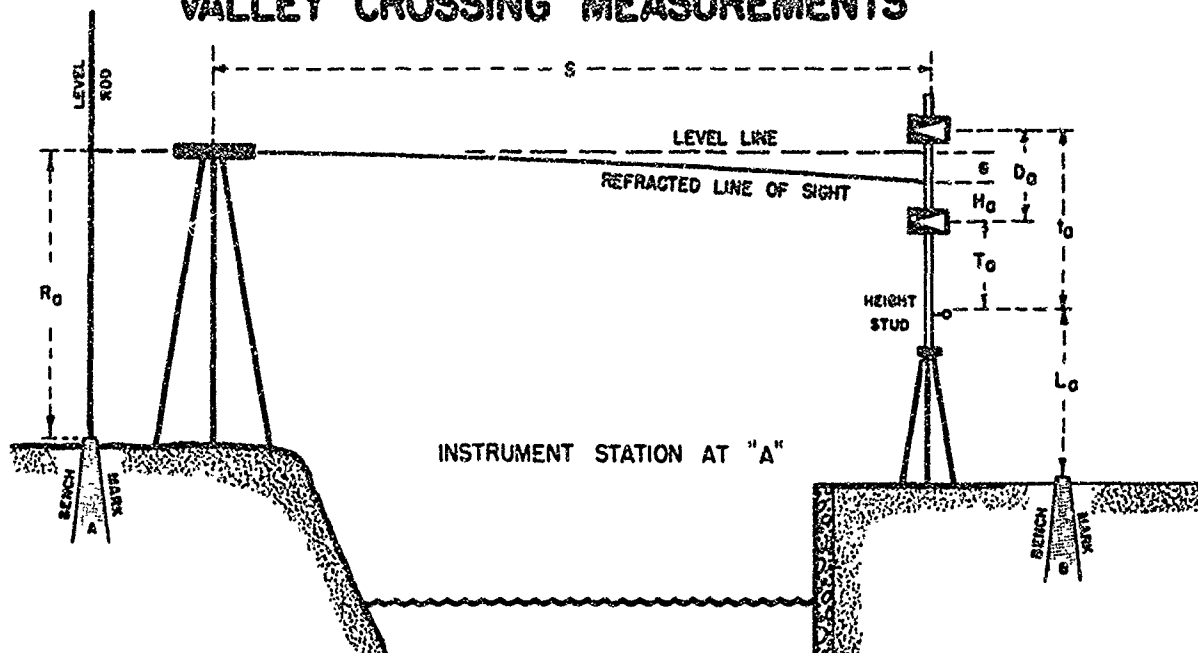 VALLEY CROSSING MEASUREMENTS
S
LEVEL ROD
LEVEL LINE
REFRACTED LINE OF SIGHT
e
Da
Ha
ta
Ta
Ra
HEIGHT
STUD
La
INSTRUMENT STATION AT "A"
BENCH MARK
A
BENCH MARK
B